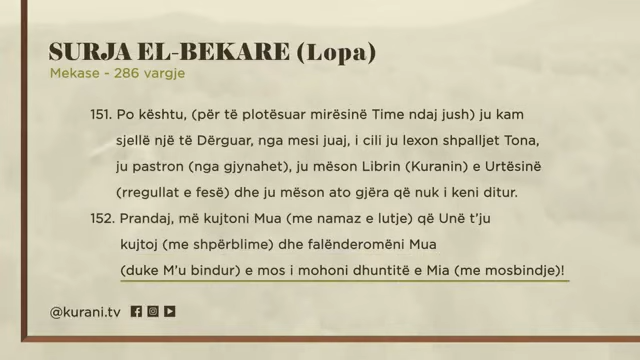 SURJA EL-BEKARE (Lopa)
Mekase - 286 vargje
151. Po kështu, (për të plotësuar mirësinë Time ndaj jush) ju kam
sjellë një të Dërguar, nga mesi juaj, i cili ju lexon shpalljet Tona,
ju pastron (nga gjynahet), ju mëson Librin (Kuranin) e Urtësinë
(rregullat e fesë) dhe ju mëson ato gjëra që nuk i keni ditur.
152. Prandaj, më kujtoni Mua (me namaz e lutje) që Unë t'ju
kujtoj (me shpërblime) dhe falënderomëni Mua
(duke M'u bindur) e mos i mohoni dhuntitë e Mia (me mosbindje)!
@kurani.tv